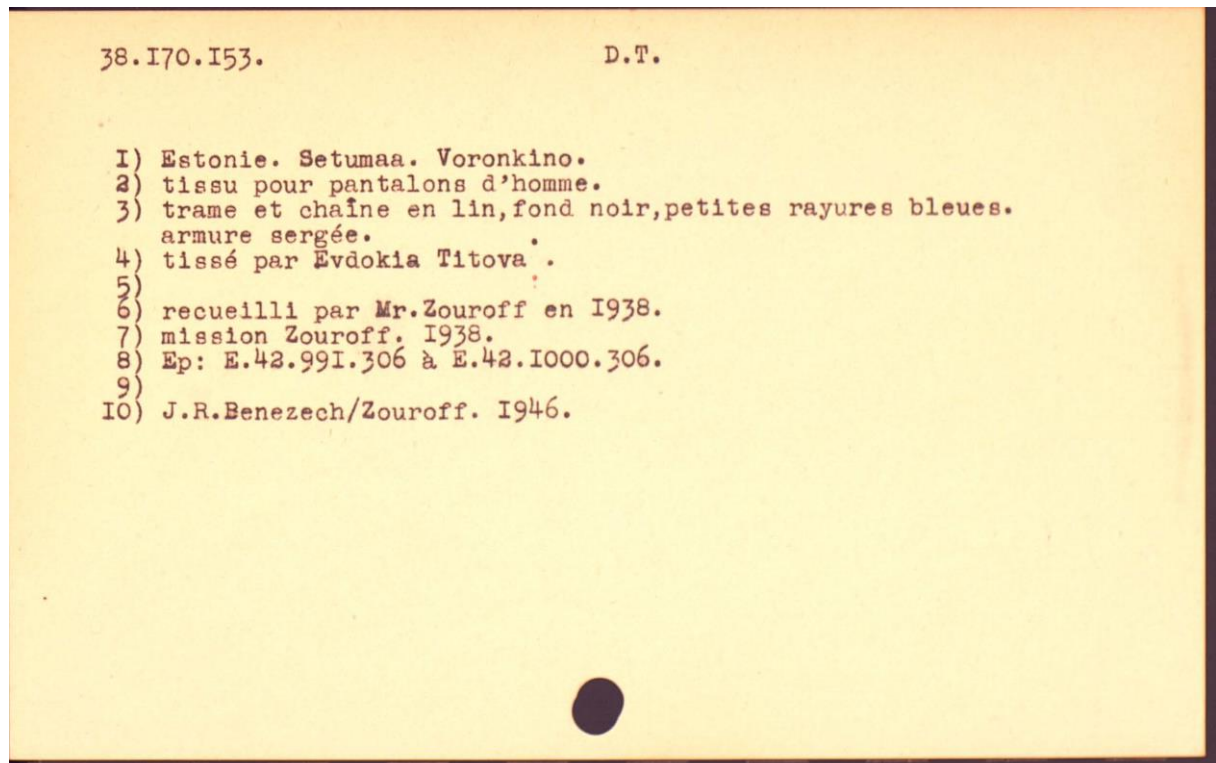 38.I70.I53. D.T.
I) Estonie. Setumaa. Voronkino.
2) tissu pour pantalons d'homme.
3) trame et chaîne en lin,fond noir,petites rayures bleues.
armure sergée.
4) tissé par Evdokia Titova .
5)
6) recueilli par Mr.Zouroff en I938.
7) mission Zouroff. I938.
8) Ep: E.42.99I.306 à E.42.I000.306.
9)
I0) J.R.Benezech/Zouroff. I946.